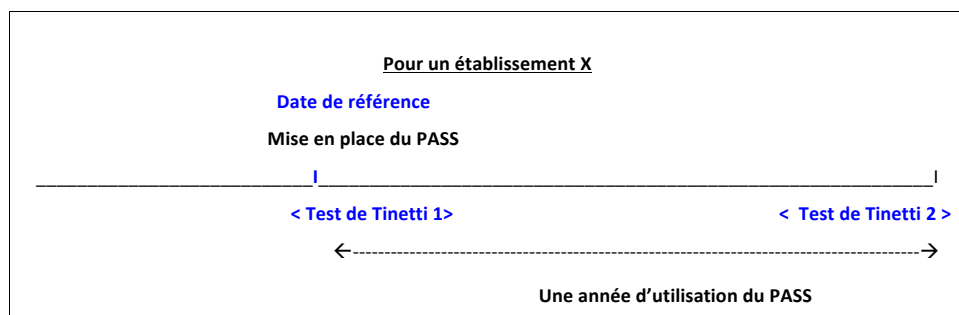 Pour un établissement X
Date de référence
Mise en place du PASS
< Test de Tinetti 1> < Test de Tinetti 2 >
Une année d’utilisation du PASS